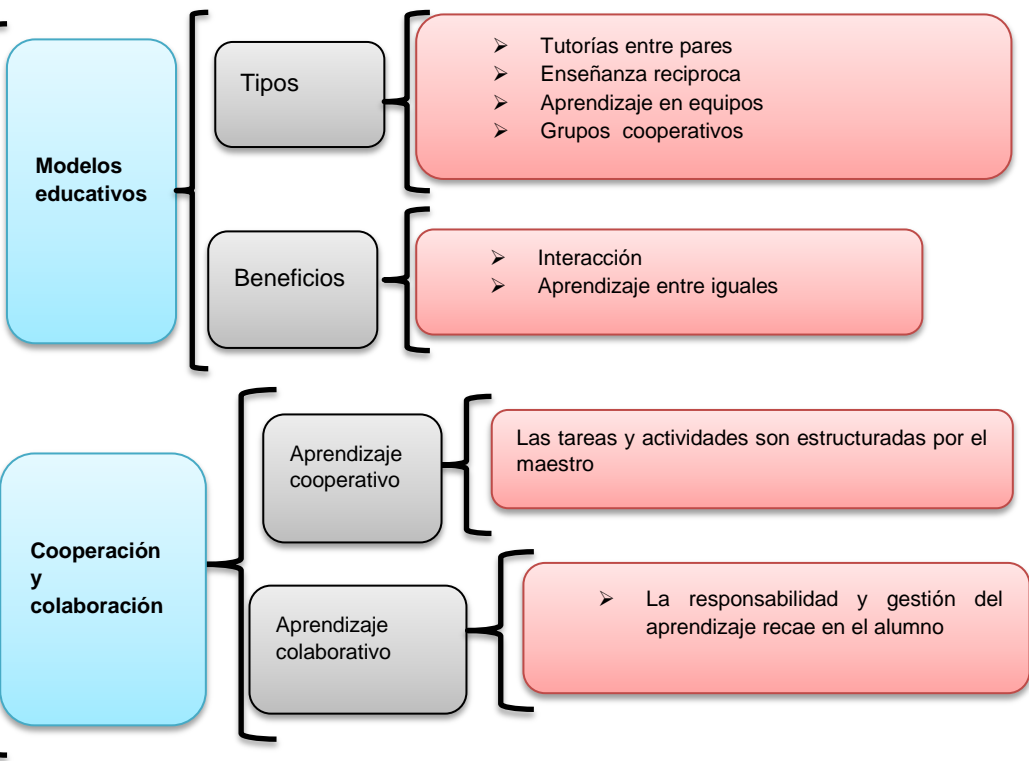 Modelos
educativos
Tipos
➢ Tutorías entre pares
➢ Enseñanza reciproca
➢ Aprendizaje en equipos
➢ Grupos cooperativos
Beneficios
➢ Interacción
➢ Aprendizaje entre iguales
Cooperación
y
colaboración
Aprendizaje
cooperativo
Las tareas y actividades son estructuradas por el
maestro
Aprendizaje
colaborativo
➢ La responsabilidad y gestión del
aprendizaje recae en el alumno